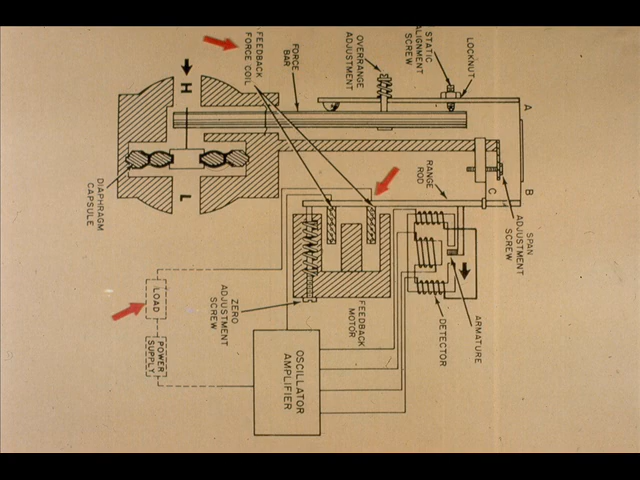 A
B
SPAN
ADJUSTMENT
SCREW
C
LOCKNUT
ARMATURE
STATIC
ALIGNMENT
SCREW
RANGE
ROD
DETECTOR
OVERRANGE
ADJUSTMENT
FEEDBACK
MOTOR
FORCE
BAR
FEEDBACK
FORCE COIL
OSCILLATOR
AMPLIFIER
ZERO
ADJUSTMENT
SCREW
H
L
LOAD
POWER
SUPPLY
DIAPHRAGM
CAPSULE